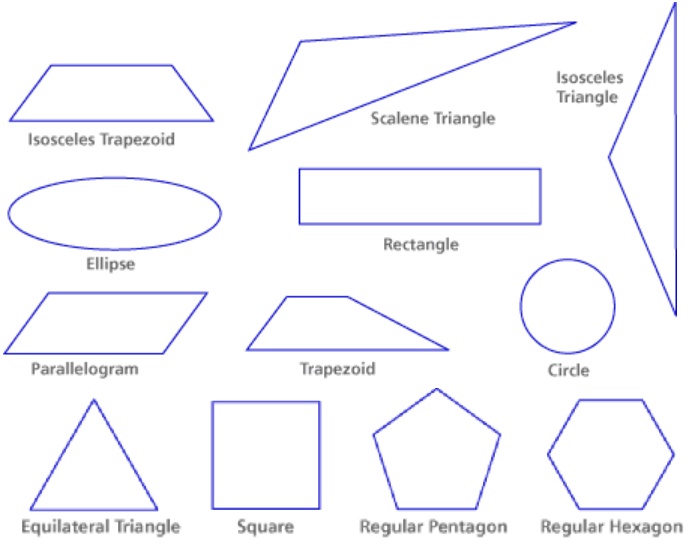 Isosceles
Triangle
Scalene Triangle
Isosceles Trapezoid
Rectangle
Ellipse
Parallelogram
Trapezoid
Circle
Equilateral Triangle
Square
Regular Pentagon
Regular Hexagon